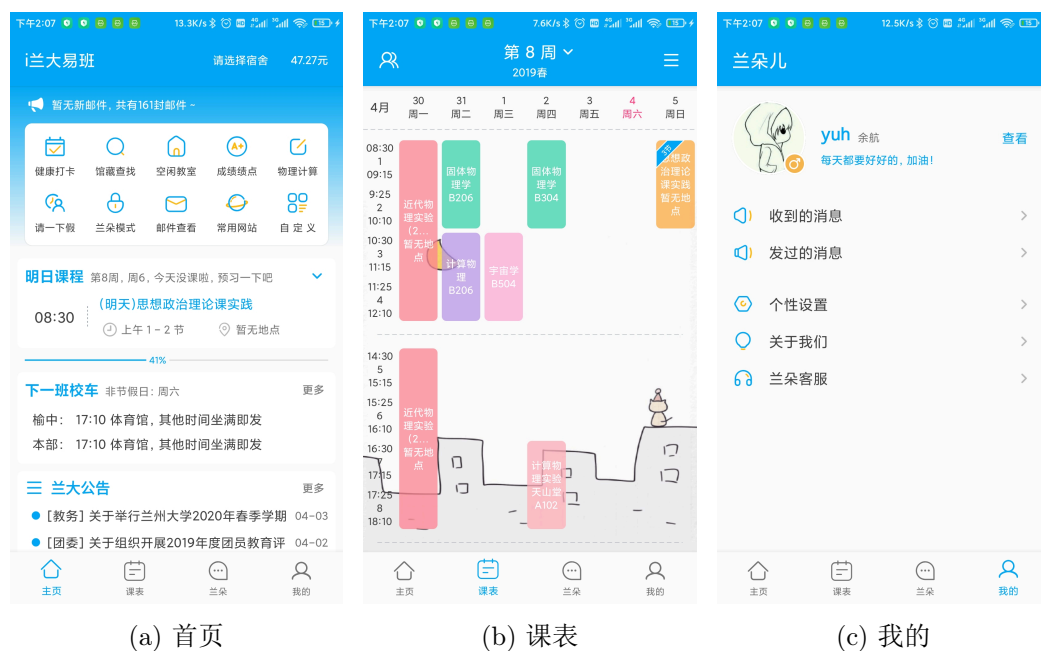 下午2:07 13.3K/s HD 4G 2G 15
i兰大易班 请选择宿舍 47.27元
暂无新邮件，共有161封邮件 ~
健康打卡 馆藏查找 空闲教室 成绩绩点 物理计算
A+
请一下假 兰朵模式 邮件查看 常用网站 自定义
明日课程 第8周，周6，今天没课啦，预习一下吧
(明天)思想政治理论课实践
08:30
上午 1 - 2 节 暂无地点
41%
下一班校车 非节假日: 周六 更多
榆中： 17:10 体育馆, 其他时间坐满即发
本部： 17:10 体育馆, 其他时间坐满即发
兰大公告 更多
[教务] 关于举行兰州大学2020年春季学期 04-03
[团委] 关于组织开展2019年度团员教育评 04-02
主页 课表 兰朵 我的
(a) 首页
下午2:07 7.6K/s HD 4G 2G 15
第 8 周
2019春
4月 30 31 1 2 3 4 5
周一 周二 周三 周四 周五 周六 周日
08:30
1
09:15
9:25
2
10:10
10:30
3
11:15
11:25
4
12:10
近代物
理实验
(2...
暂无地
点
固体物
理学
B206
计算物
理
B206
宇宙学
B504
固体物
理学
B304
想政
治理论
课实践
暂无地
点
14:30
5
15:15
15:25
6
16:10
16:30
7
17:15
17:25
8
18:10
近代物
理实验
(2...
暂无地
点
计算物
理实验
天山堂
A102
主页 课表 兰朵 我的
(b) 课表
下午2:07 12.5K/s HD 4G 2G 15
兰朵儿
yuh 余航 查看
每天都要好好的，加油！
收到的消息
发过的消息
个性设置
关于我们
兰朵客服
主页 课表 兰朵 我的
(c) 我的